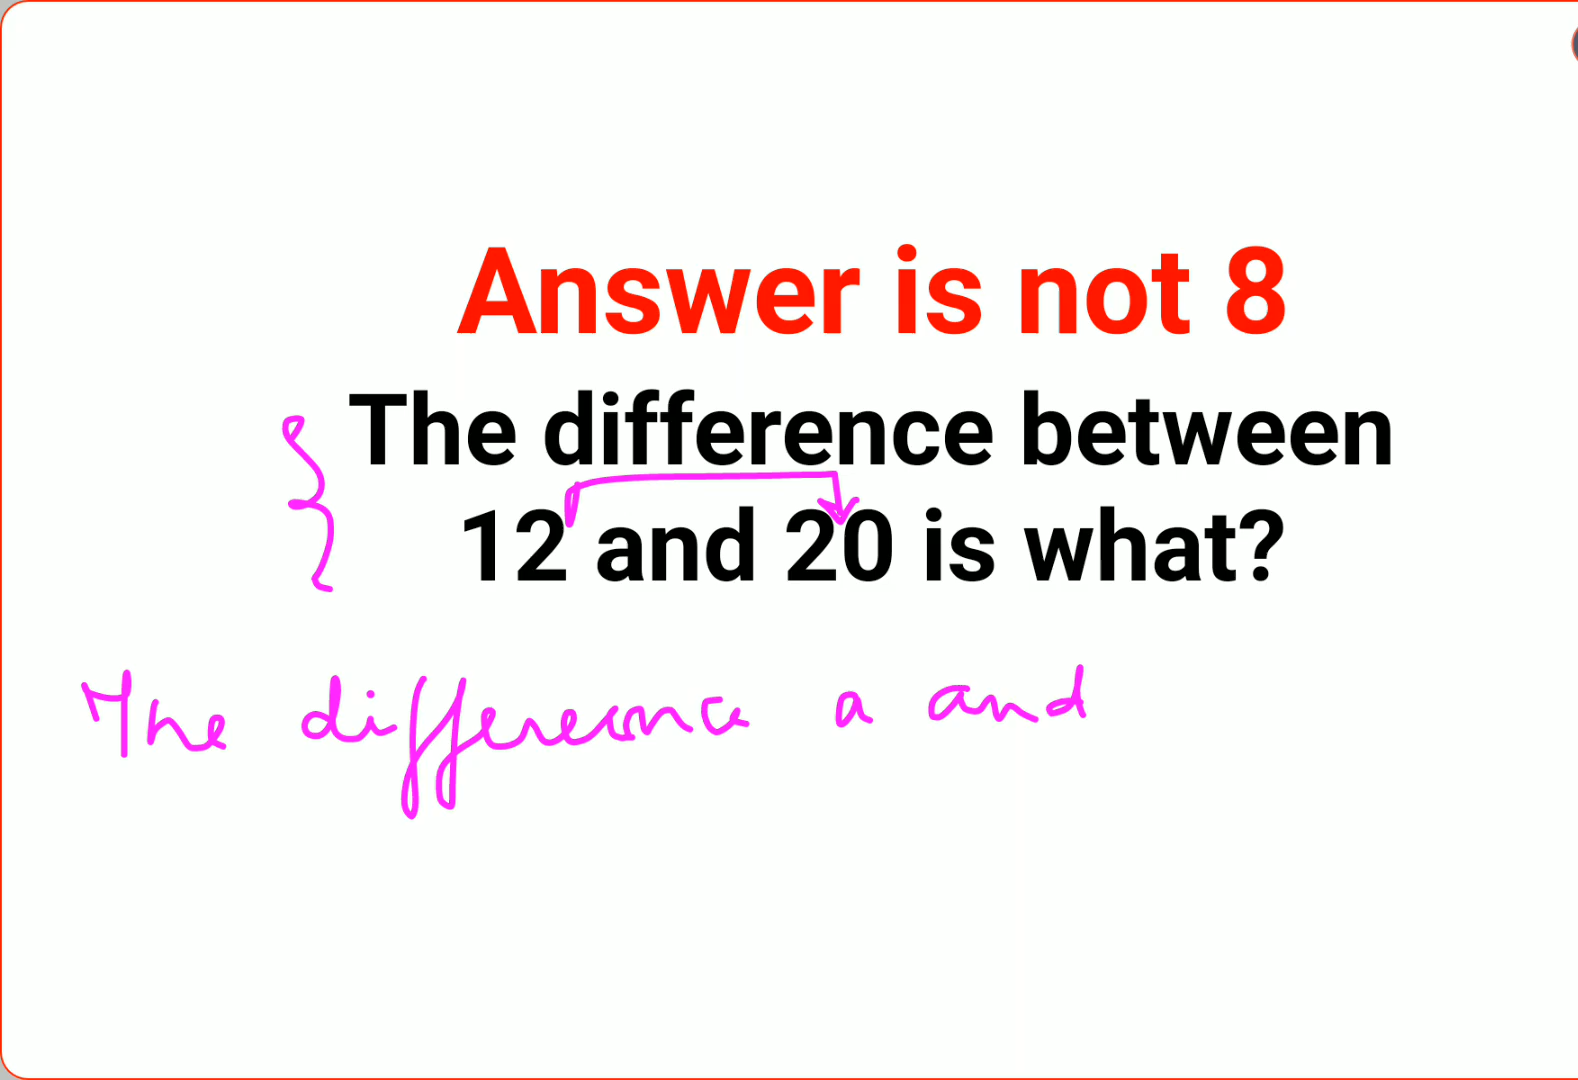 Answer is not 8
The difference between
12 and 20 is what?
The difference a and